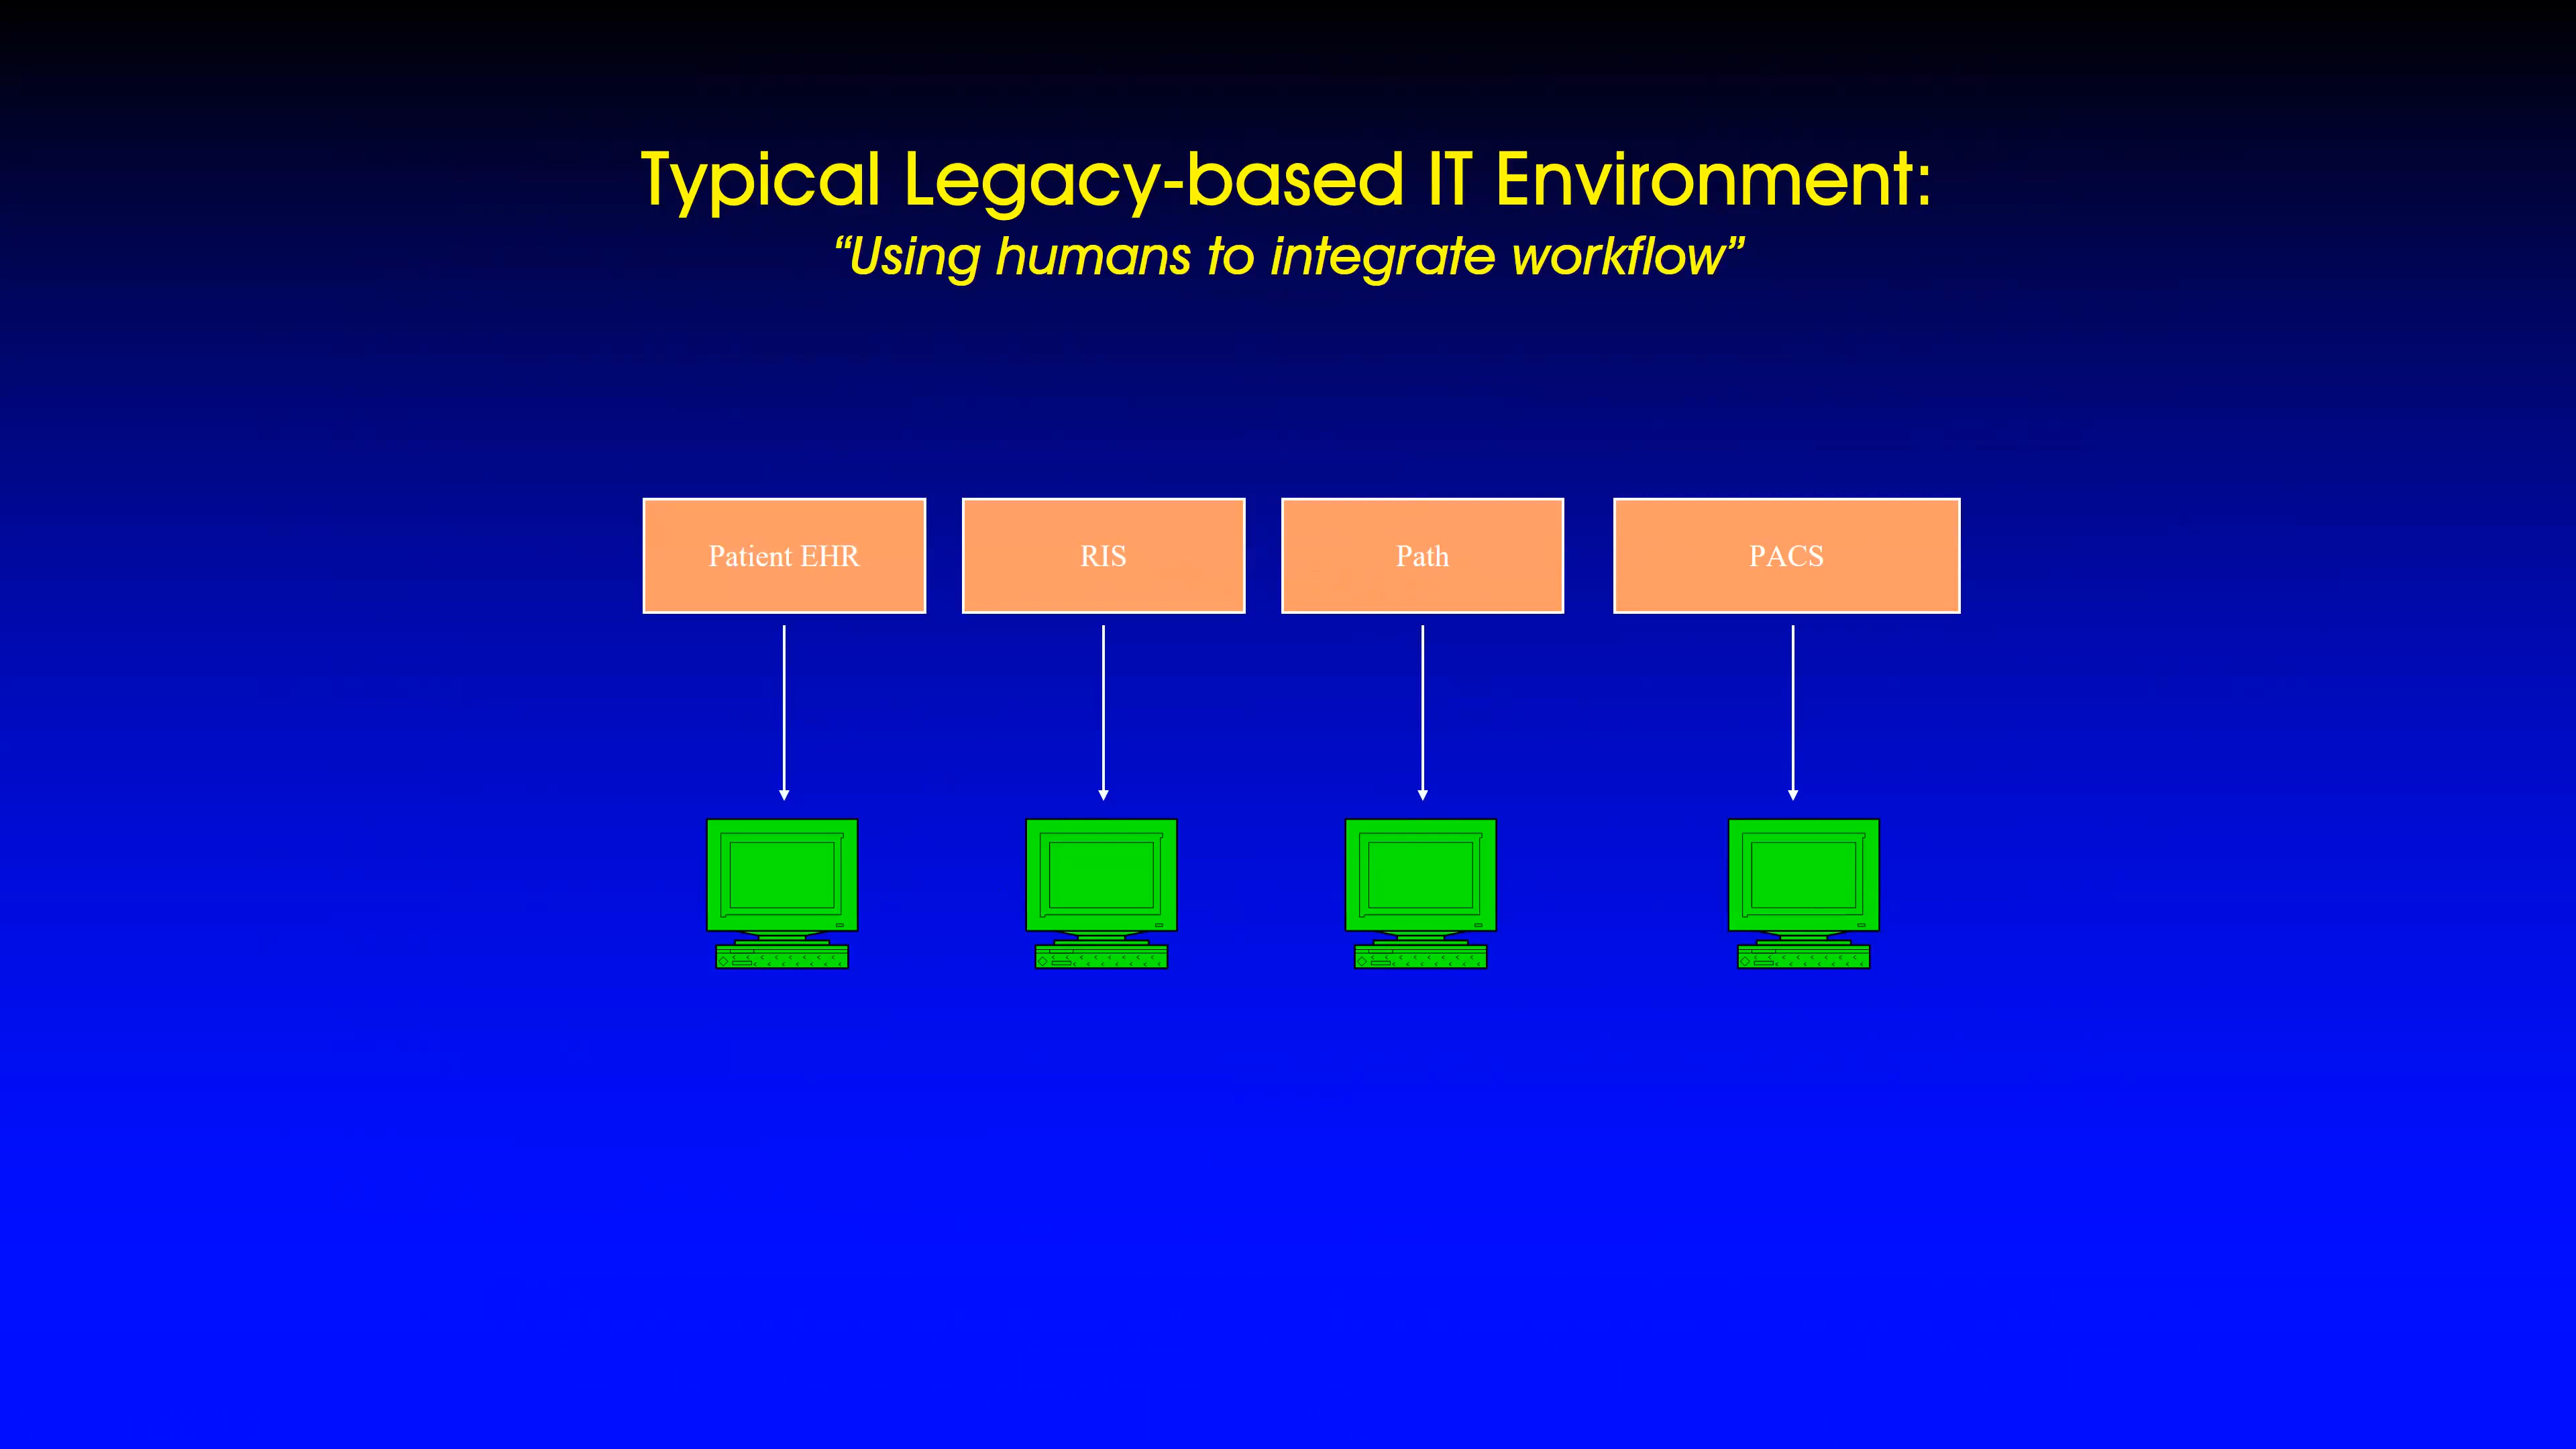 Typical Legacy-based IT Environment:
“Using humans to integrate workflow”
Patient EHR
RIS
Path
PACS